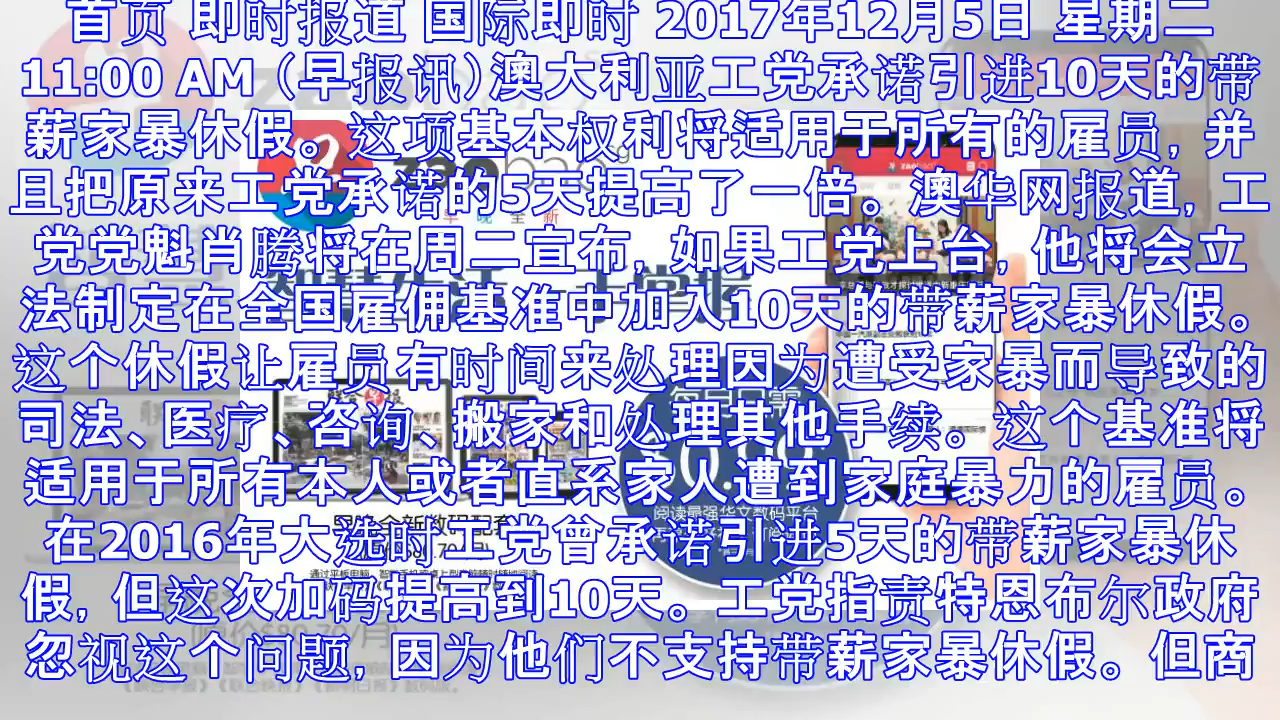 首页 即时报道 国际即时 2017年12月5日 星期二
11:00 AM (早报讯)澳大利亚工党承诺引进10天的带
薪家暴休假。这项基本权利将适用于所有的雇员, 并
且把原来工党承诺的5天提高了一倍。澳华网报道, 工
党党魁肖腾将在周二宣布, 如果工党上台, 他将会立
法制定在全国雇佣基准中加入10天的带薪家暴休假。
这个休假让雇员有时间来处理因为遭受家暴而导致的
司法、医疗、咨询、搬家和处理其他手续。这个基准将
适用于所有本人或者直系家人遭到家庭暴力的雇员。
在2016年大选时工党曾承诺引进5天的带薪家暴休
假, 但这次加码提高到10天。工党指责特恩布尔政府
忽视这个问题, 因为他们不支持带薪家暴休假。但商